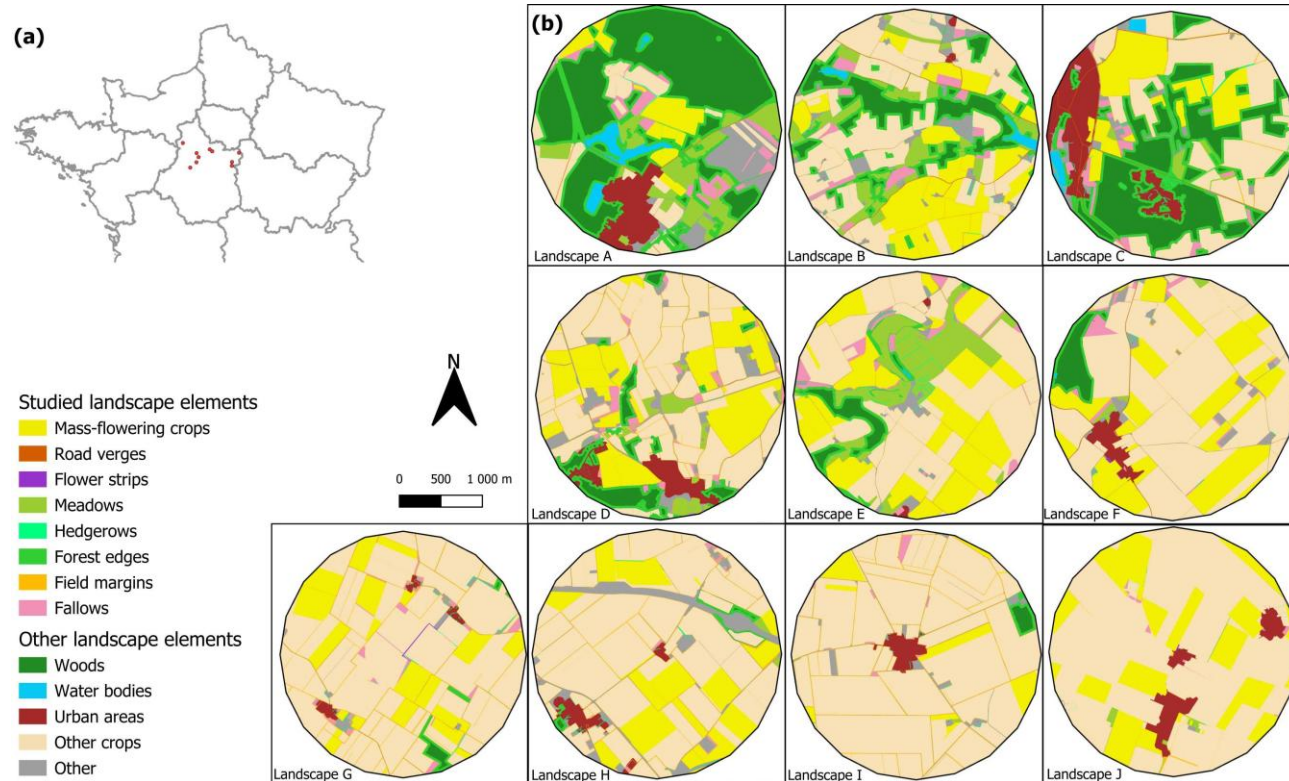 (a)
(b)
Landscape A
Landscape B
Landscape C
Landscape D
Landscape E
Landscape F
N
0 500 1 000 m
Studied landscape elements
Mass-flowering crops
Road verges
Flower strips
Meadows
Hedgerows
Forest edges
Field margins
Fallows
Other landscape elements
Woods
Water bodies
Urban areas
Other crops
Other
Landscape G
Landscape H
Landscape I
Landscape J